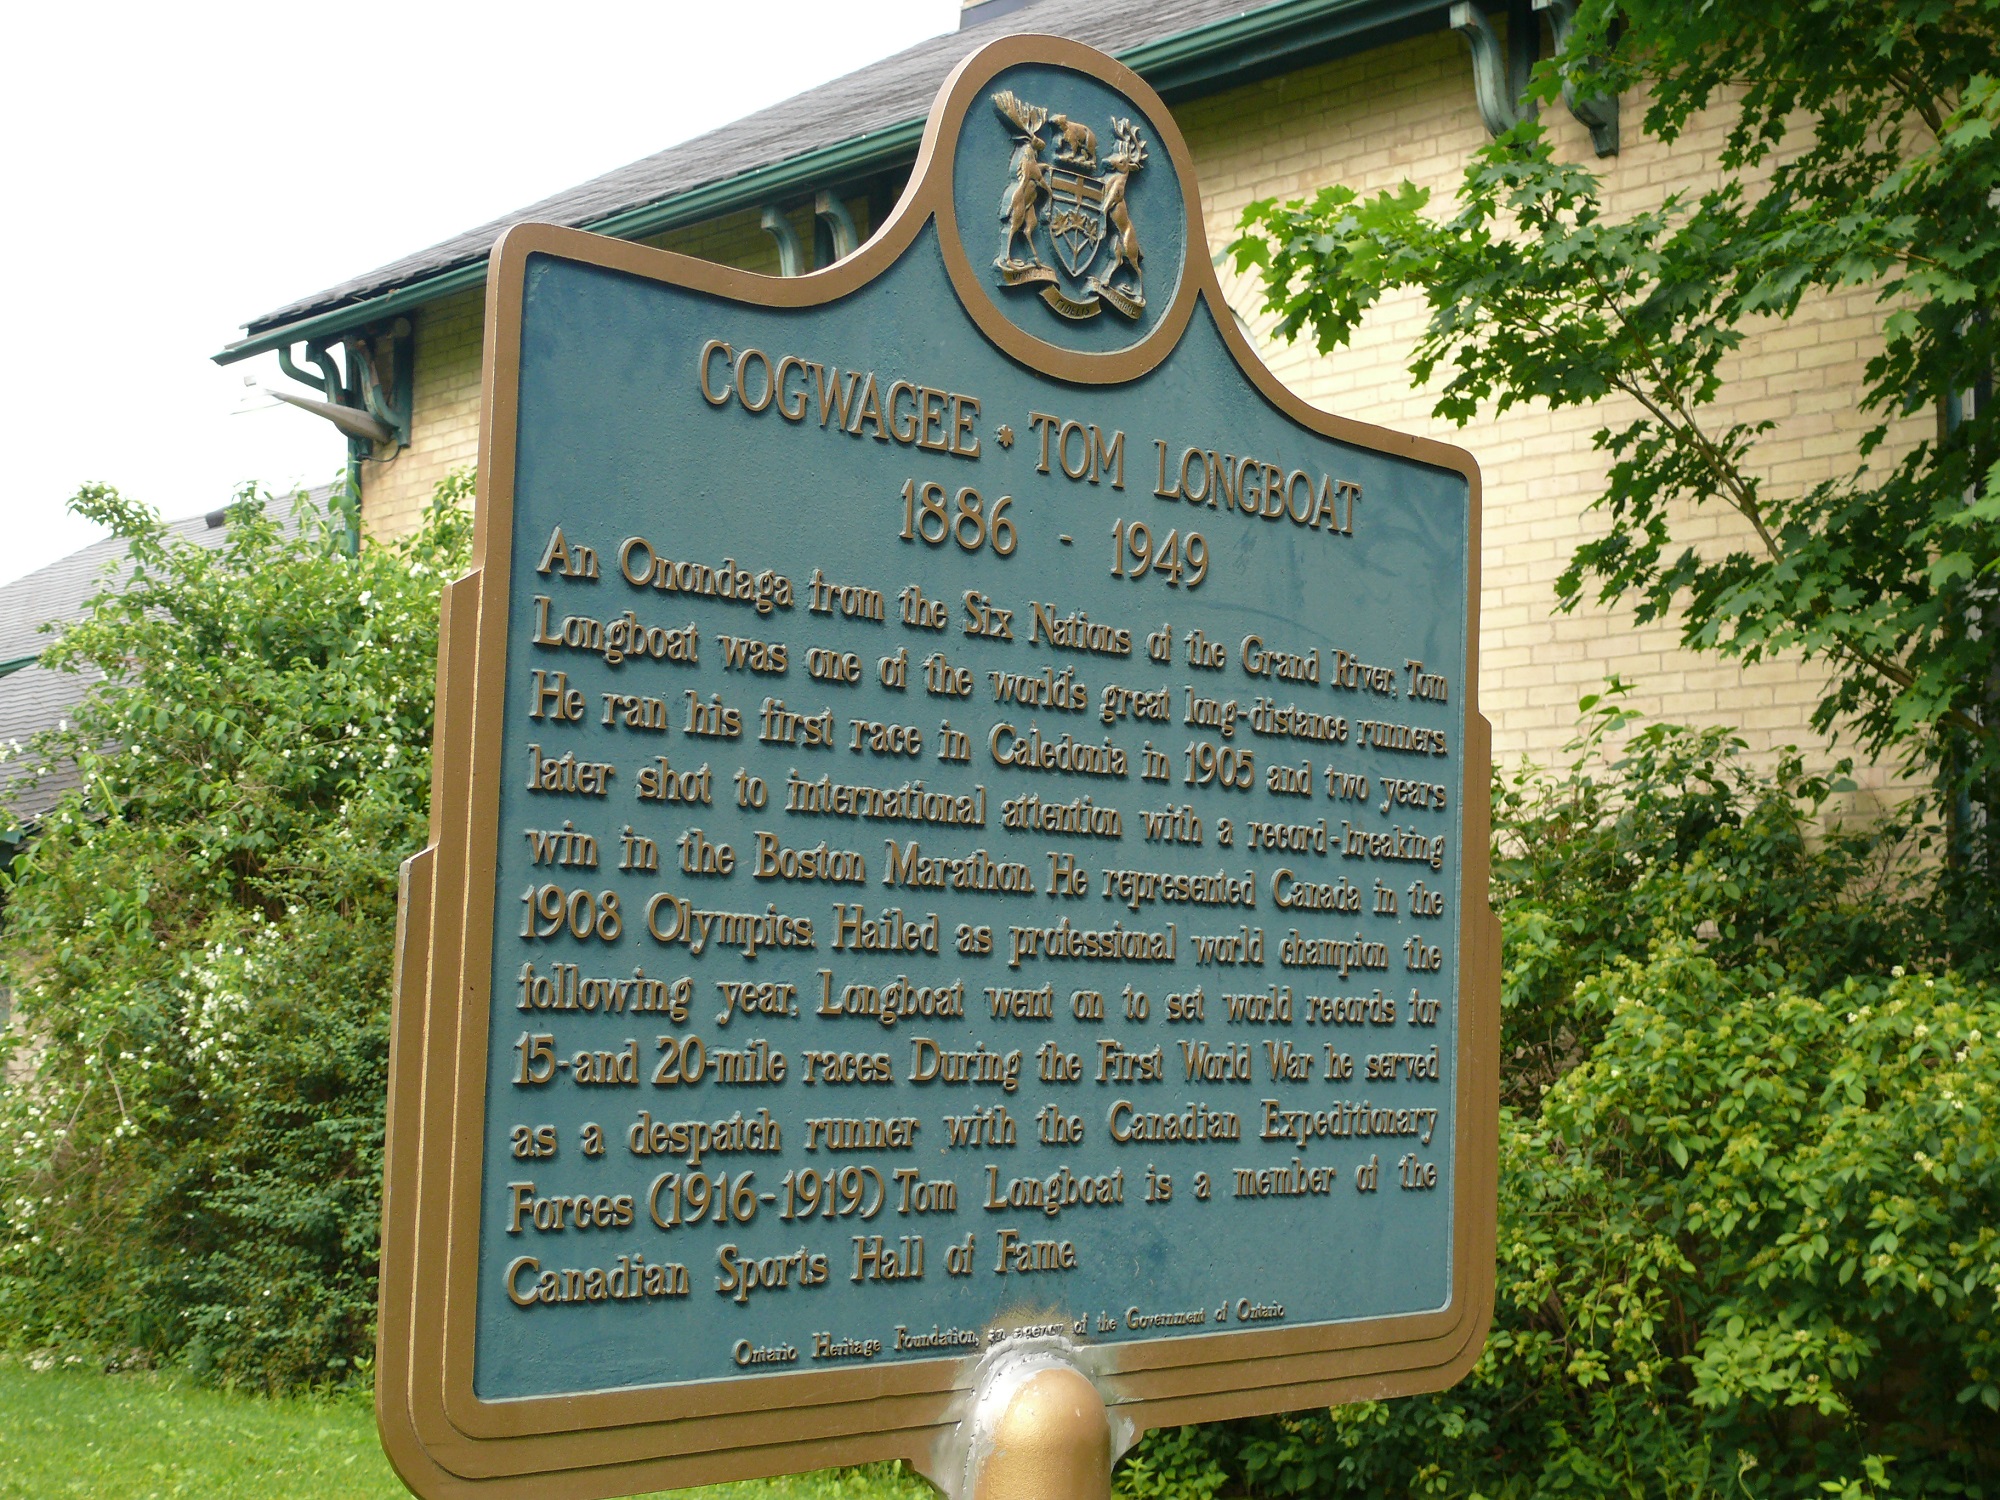 COGWAGEE * TOM LONGBOAT
1886 - 1949
An Onondaga from the Six Nations of the Grand River, Tom
Longboat was one of the world's great long-distance runners.
He ran his first race in Caledonia in 1905 and two years
later shot to international attention with a record-breaking
win in the Boston Marathon. He represented Canada in the
1908 Olympics. Hailed as professional world champion the
following year, Longboat went on to set world records for
15-and 20-mile races. During the First World War he served
as a despatch runner with the Canadian Expeditionary
Forces (1916-1919.) Tom Longboat is a member of the
Canadian Sports Hall of Fame.
Ontario Heritage Foundation, an agency of the Government of Ontario